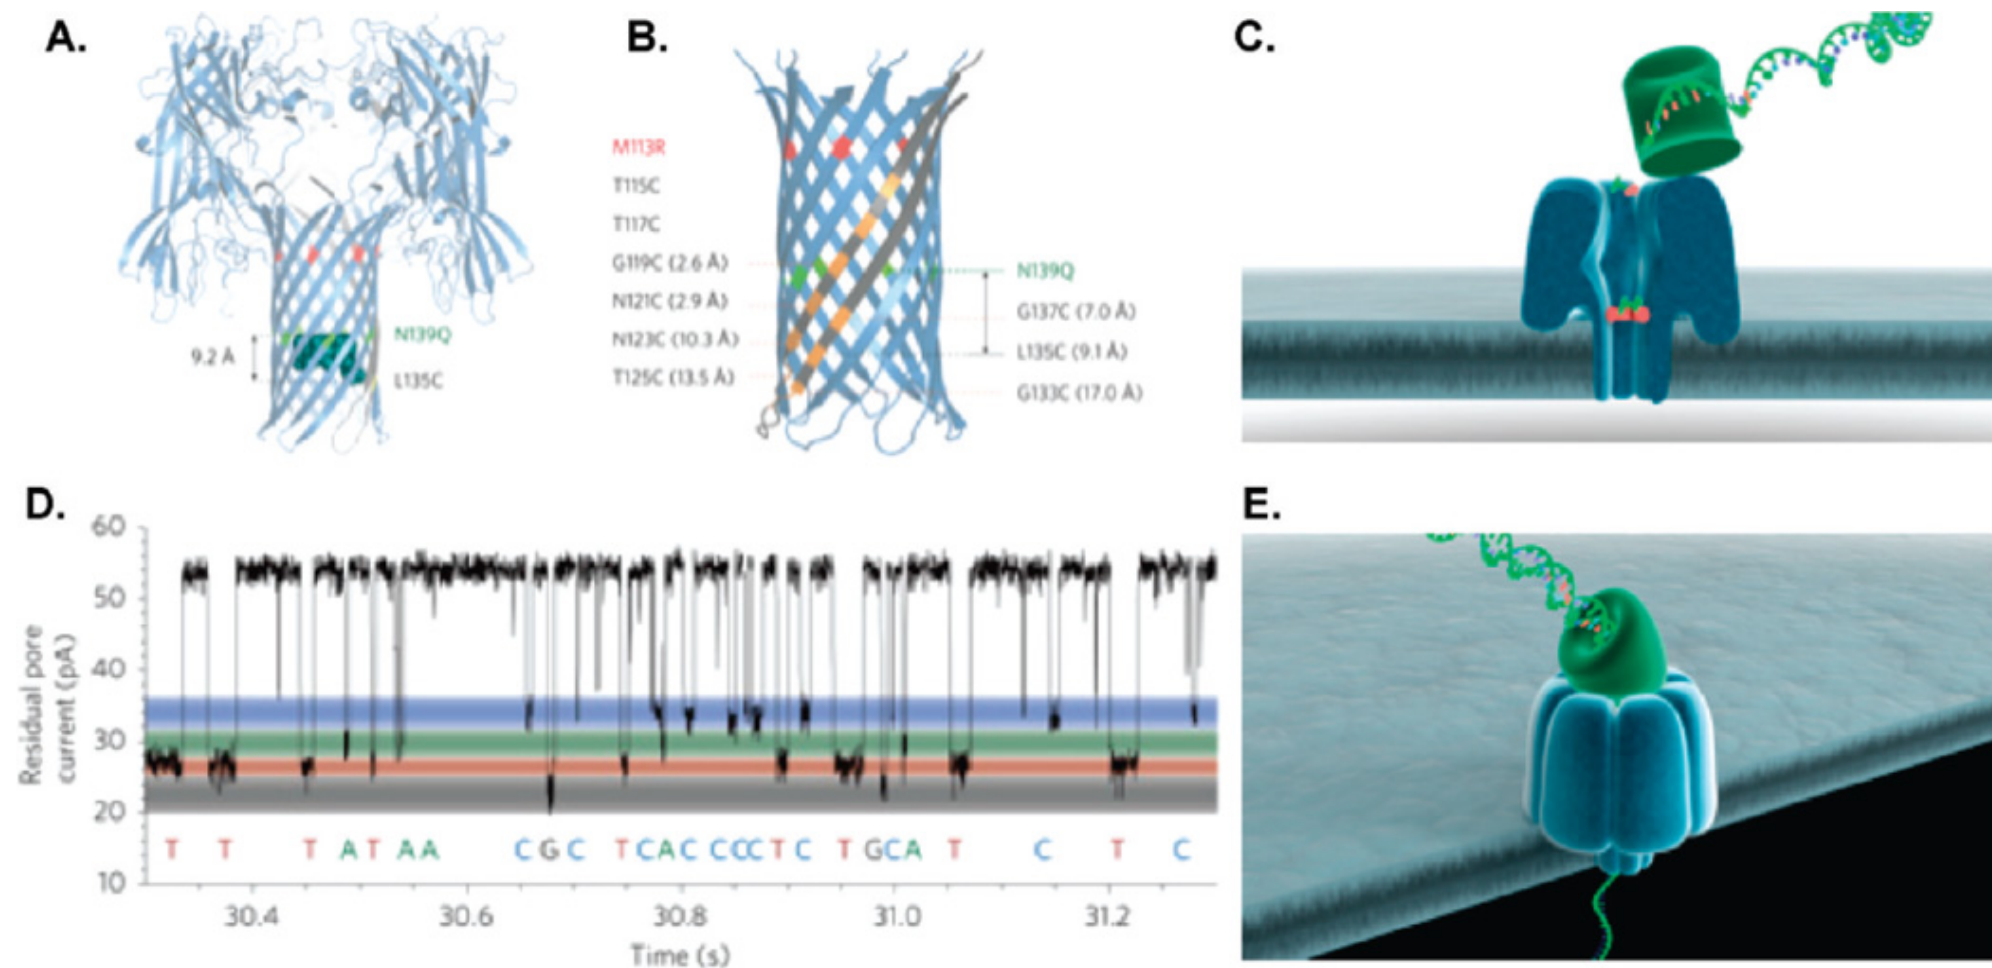 A.
9.2 Å
N139Q
L135C
B.
M113R
T115C
T117C
G119C (2.6 Å)
N121C (2.9 Å)
N123C (10.3 Å)
T125C (13.5 Å)
N139Q
G137C (7.0 Å)
L135C (9.1 Å)
G133C (17.0 Å)
C.
D.
Residual pore
current (pA)
60
50
40
30
20
10
T T T A T A A C G C T C A C C C C T C T G C A T C T C
30.4 30.6 30.8 31.0 31.2
Time (s)
E.